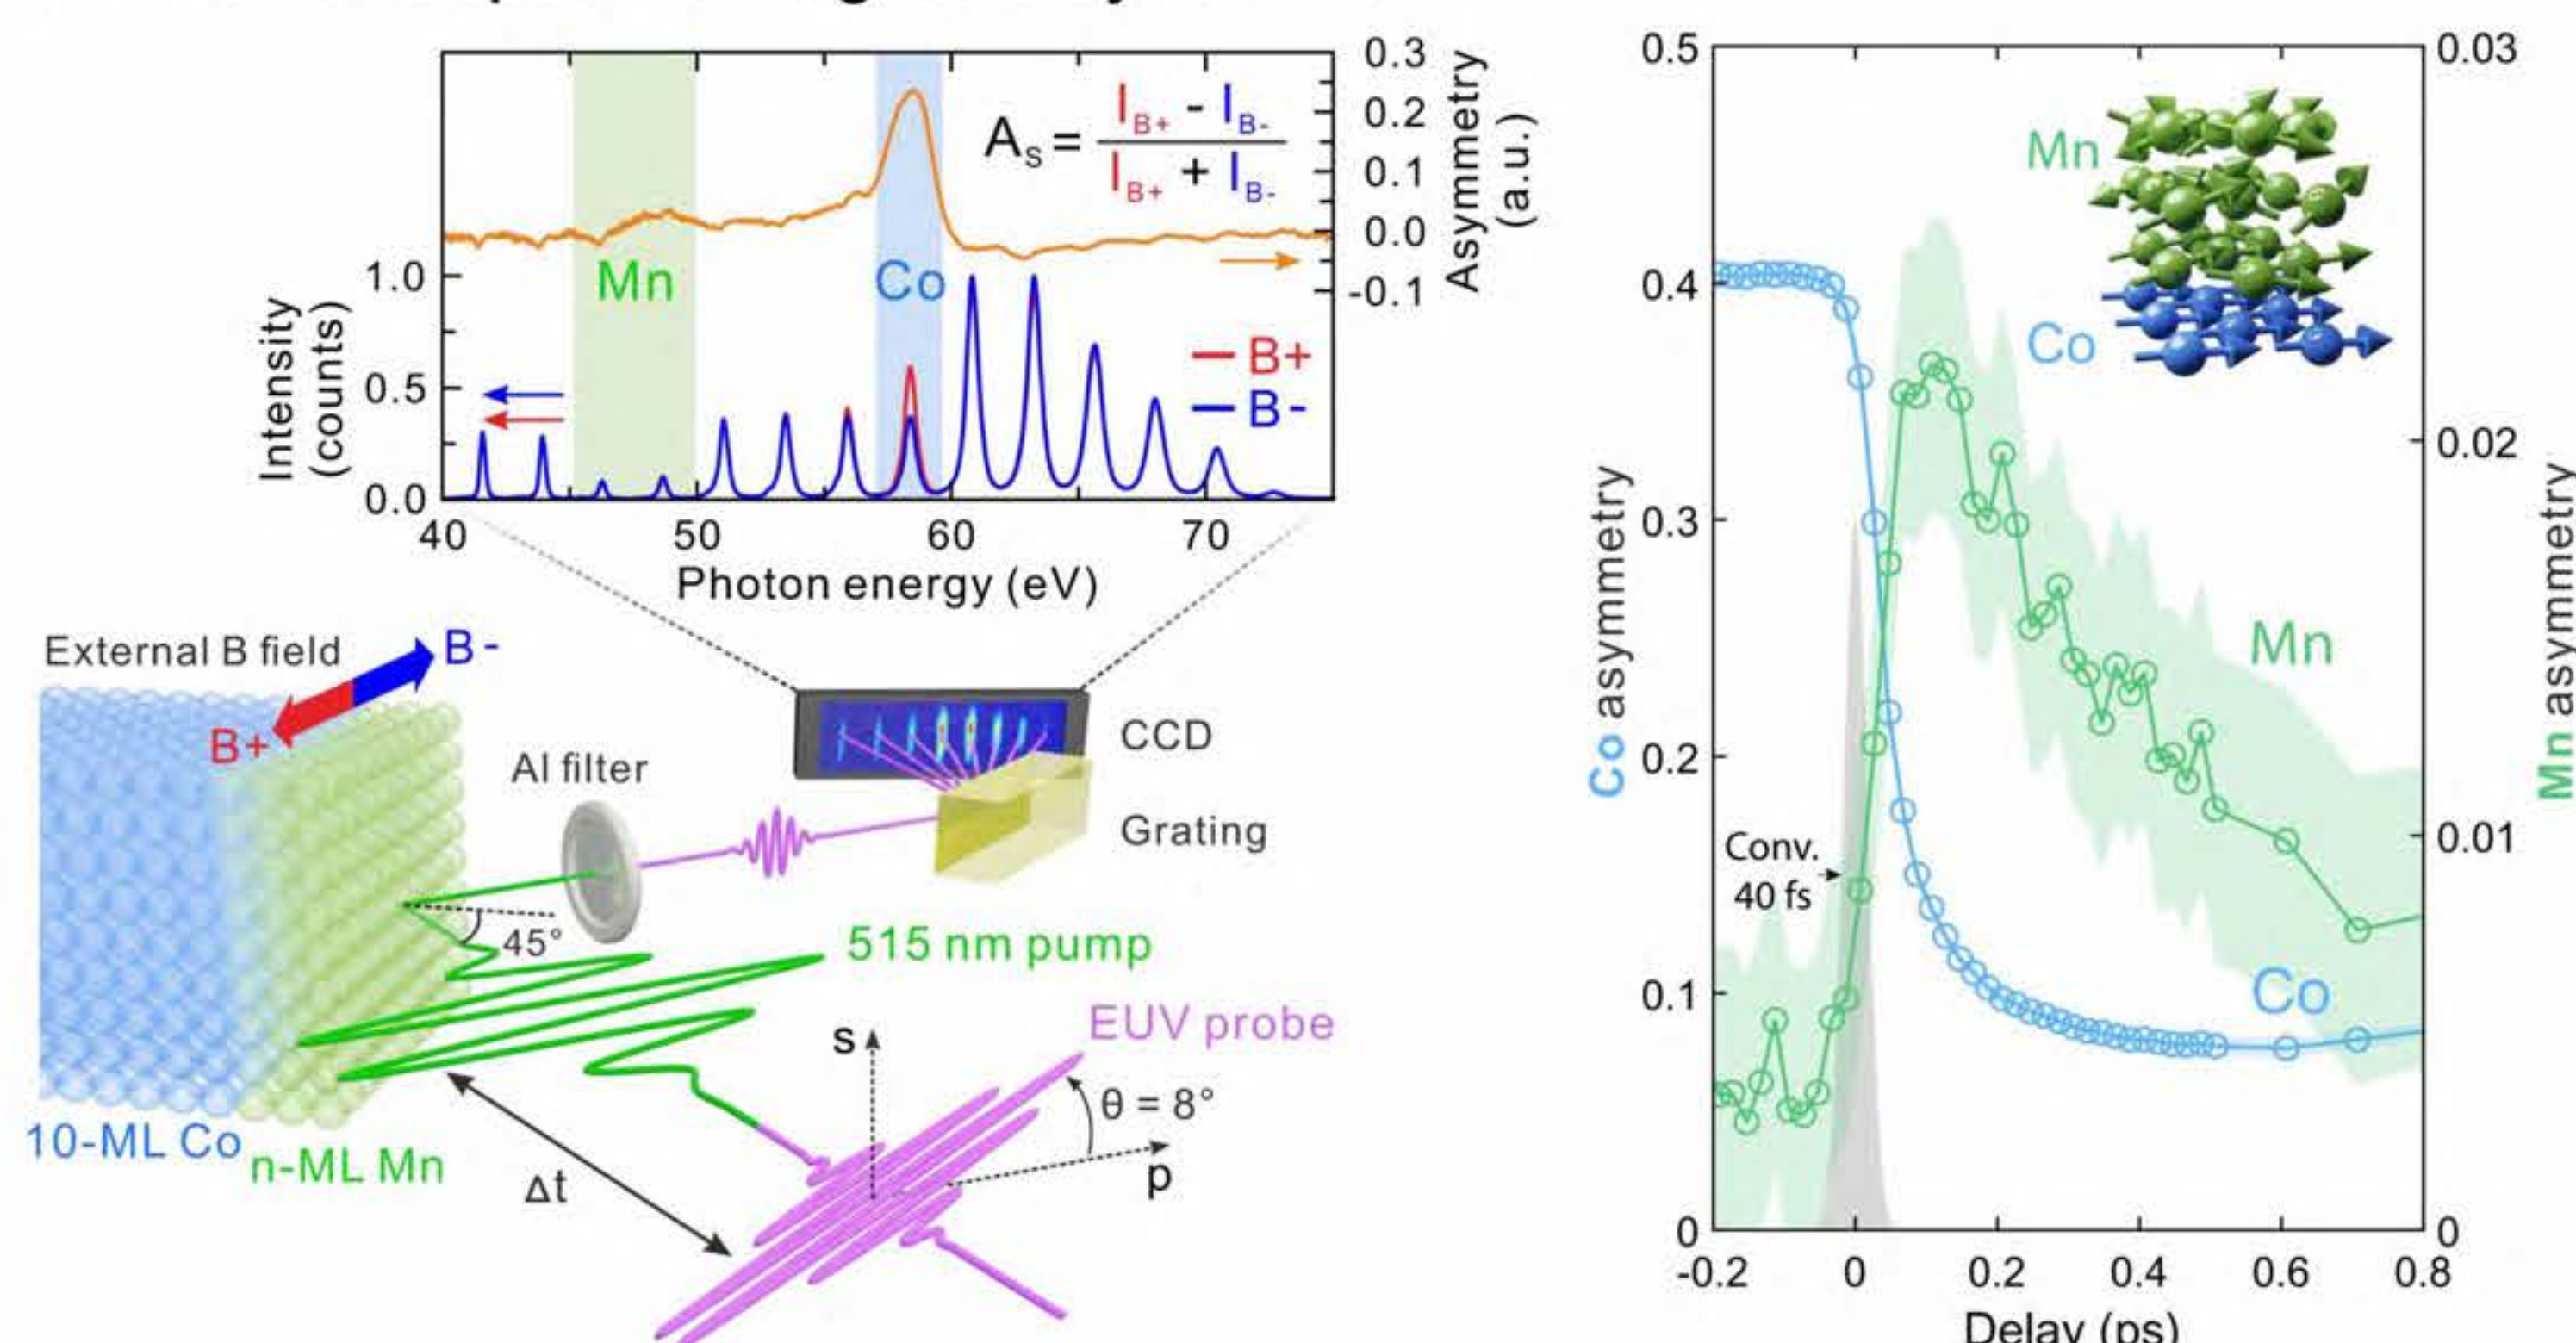 0.3
0.2
0.1
0.0
-0.1
Asymmetry
(a.u.)
A_S = (I_B+ - I_B-) / (I_B+ + I_B-)
Mn
Co
1.0
0.5
0.0
Intensity
(counts)
B+
B-
40
50
60
70
Photon energy (eV)
External B field
B-
B+
Al filter
CCD
Grating
45°
515 nm pump
EUV probe
s
θ = 8°
p
Δt
10-ML Co
n-ML Mn
0.5
0.4
0.3
0.2
0.1
0
Co asymmetry
0.03
0.02
0.01
0
Mn asymmetry
Mn
Co
Mn
Co
Conv.
40 fs
-0.2
0
0.2
0.4
0.6
0.8
Delay (ps)